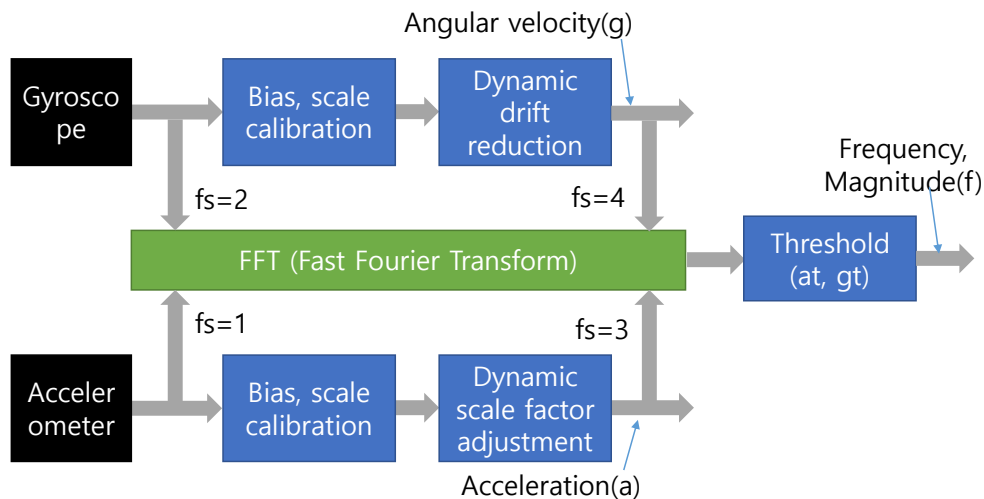 Angular velocity(g)
Gyrosco
pe
Bias, scale
calibration
Dynamic
drift
reduction
Frequency,
Magnitude(f)
fs=2
fs=4
FFT (Fast Fourier Transform)
Threshold
(at, gt)
fs=1
fs=3
Acceler
ometer
Bias, scale
calibration
Dynamic
scale factor
adjustment
Acceleration(a)